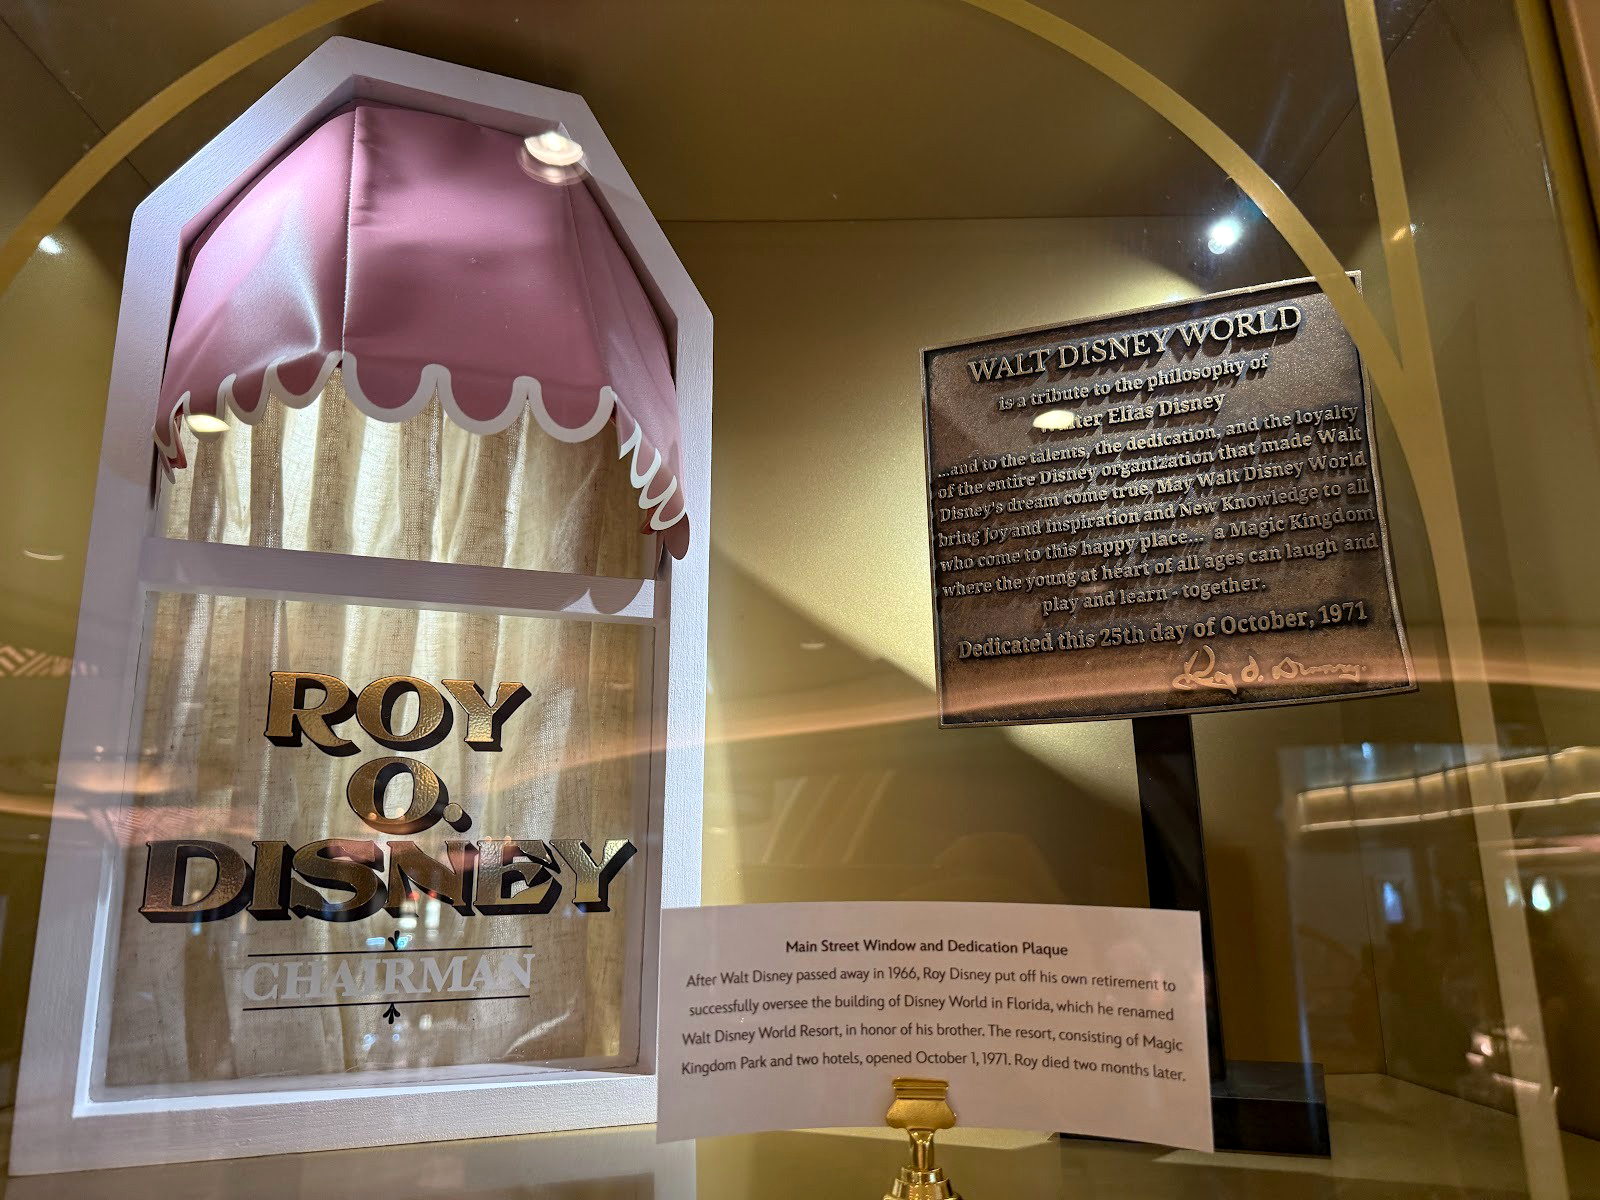 ROY
O.
DISNEY
CHAIRMAN
WALT DISNEY WORLD
is a tribute to the philosophy of
Walter Elias Disney
...and to the talents, the dedication, and the loyalty
of the entire Disney organization that made Walt
Disney's dream come true. May Walt Disney World
bring Joy and Inspiration and New Knowledge to all
who come to this happy place... a Magic Kingdom
where the young at heart of all ages can laugh and
play and learn - together.
Dedicated this 25th day of October, 1971
Roy O. Disney
Main Street Window and Dedication Plaque
After Walt Disney passed away in 1966, Roy Disney put off his own retirement to
successfully oversee the building of Disney World in Florida, which he renamed
Walt Disney World Resort, in honor of his brother. The resort, consisting of Magic
Kingdom Park and two hotels, opened October 1, 1971. Roy died two months later.